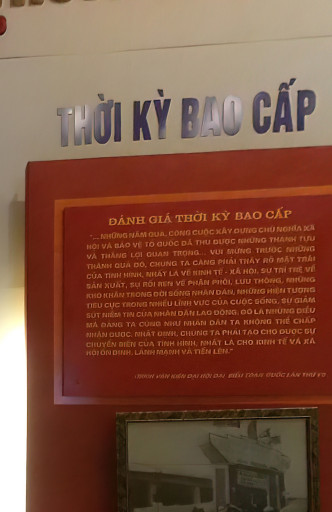 THỜI KỲ BAO CẤP
ĐÁNH GIÁ THỜI KỲ BAO CẤP
"... NHỮNG NĂM QUA, CÔNG CUỘC XÂY DỰNG CHỦ NGHĨA XÃ
HỘI VÀ BẢO VỆ TỔ QUỐC ĐÃ THU ĐƯỢC NHỮNG THÀNH TỰU
VÀ THẮNG LỢI QUAN TRỌNG... VUI MỪNG TRƯỚC NHỮNG
THÀNH QUẢ ĐÓ, CHÚNG TA CÀNG PHẢI THẤY RÕ MẶT TRÁI
CỦA TÌNH HÌNH, NHẤT LÀ VỀ KINH TẾ - XÃ HỘI, SỰ TRÌ TRỆ VỀ
SẢN XUẤT, SỰ RỐI REN VỀ PHÂN PHỐI, LƯU THÔNG, NHỮNG
KHÓ KHĂN TRONG ĐỜI SỐNG NHÂN DÂN, NHỮNG HIỆN TƯỢNG
TIÊU CỰC TRONG NHIỀU LĨNH VỰC CỦA CUỘC SỐNG, SỰ GIẢM
SÚT NIỀM TIN CỦA NHÂN DÂN LAO ĐỘNG, ĐÓ LÀ NHỮNG ĐIỀU
MÀ ĐẢNG TA CŨNG NHƯ NHÂN DÂN TA KHÔNG THỂ CHẤP
NHẬN ĐƯỢC. NHẤT ĐỊNH, CHÚNG TA PHẢI TẠO CHO ĐƯỢC SỰ
CHUYỂN BIẾN CỦA TÌNH HÌNH, NHẤT LÀ CHO KINH TẾ VÀ XÃ
HỘI ỔN ĐỊNH, LÀNH MẠNH VÀ TIẾN LÊN."
VĂN KIỆN ĐẠI HỘI ĐẠI BIỂU TOÀN QUỐC LẦN THỨ